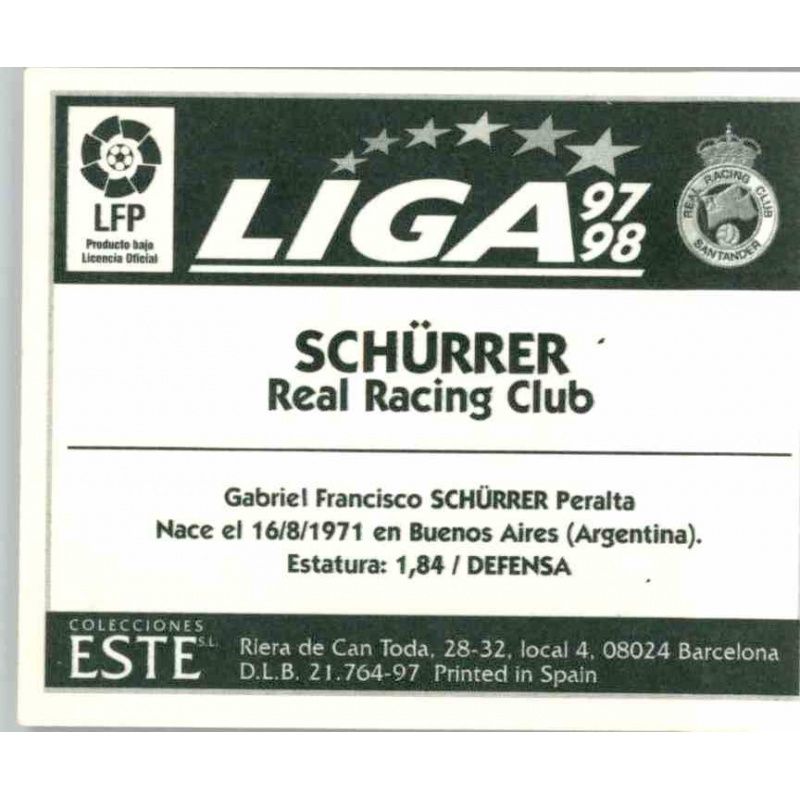 LFP
Producto bajo
Licencia Oficial
LIGA 97
98
REAL RACING CLUB
SANTANDER
SCHÜRRER
Real Racing Club
Gabriel Francisco SCHÜRRER Peralta
Nace el 16/8/1971 en Buenos Aires (Argentina).
Estatura: 1,84 / DEFENSA
COLECCIONES
ESTE S.L.
Riera de Can Toda, 28-32, local 4, 08024 Barcelona
D.L.B. 21.764-97 Printed in Spain